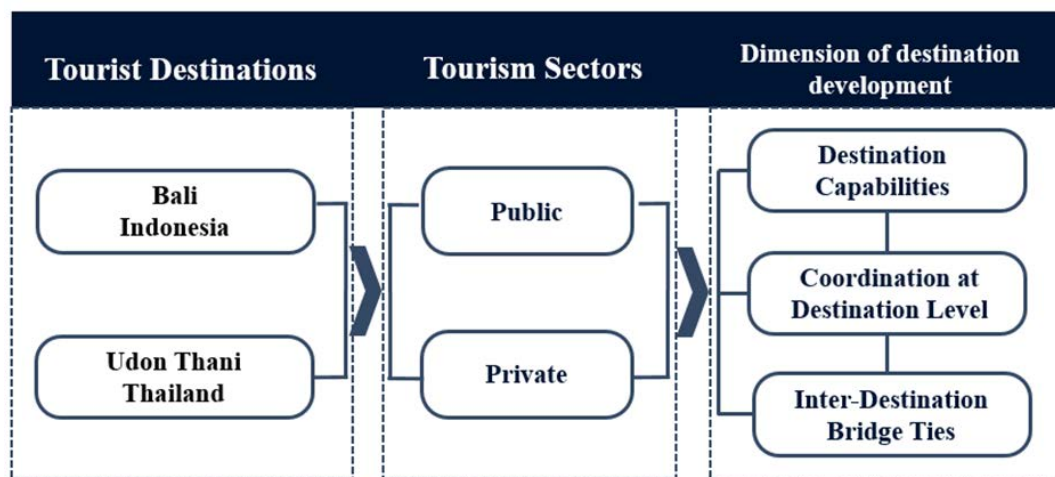 Tourist Destinations
Tourism Sectors
Dimension of destination
development
Bali
Indonesia
Udon Thani
Thailand
Public
Private
Destination
Capabilities
Coordination at
Destination Level
Inter-Destination
Bridge Ties